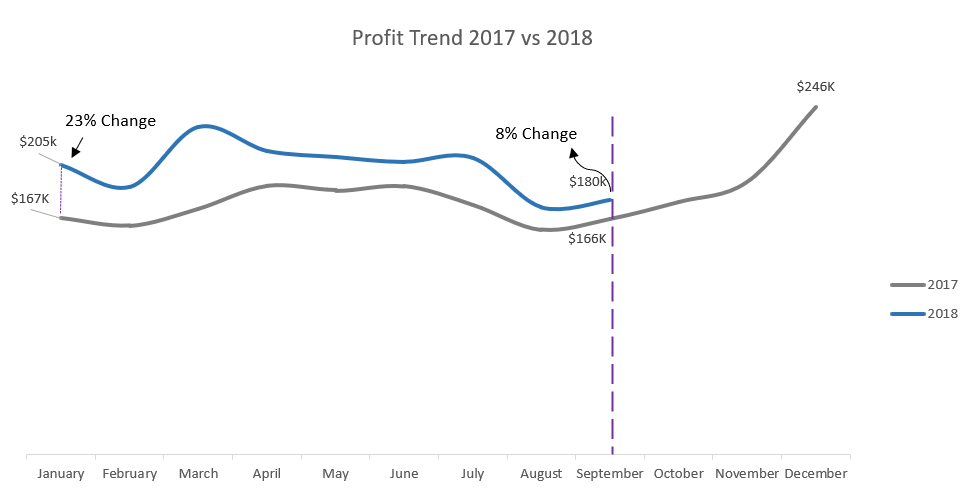 Profit Trend 2017 vs 2018
$246K
23% Change
8% Change
$205k
$180k
$167K
$166K
2017
2018
January February March April May June July August September October November December